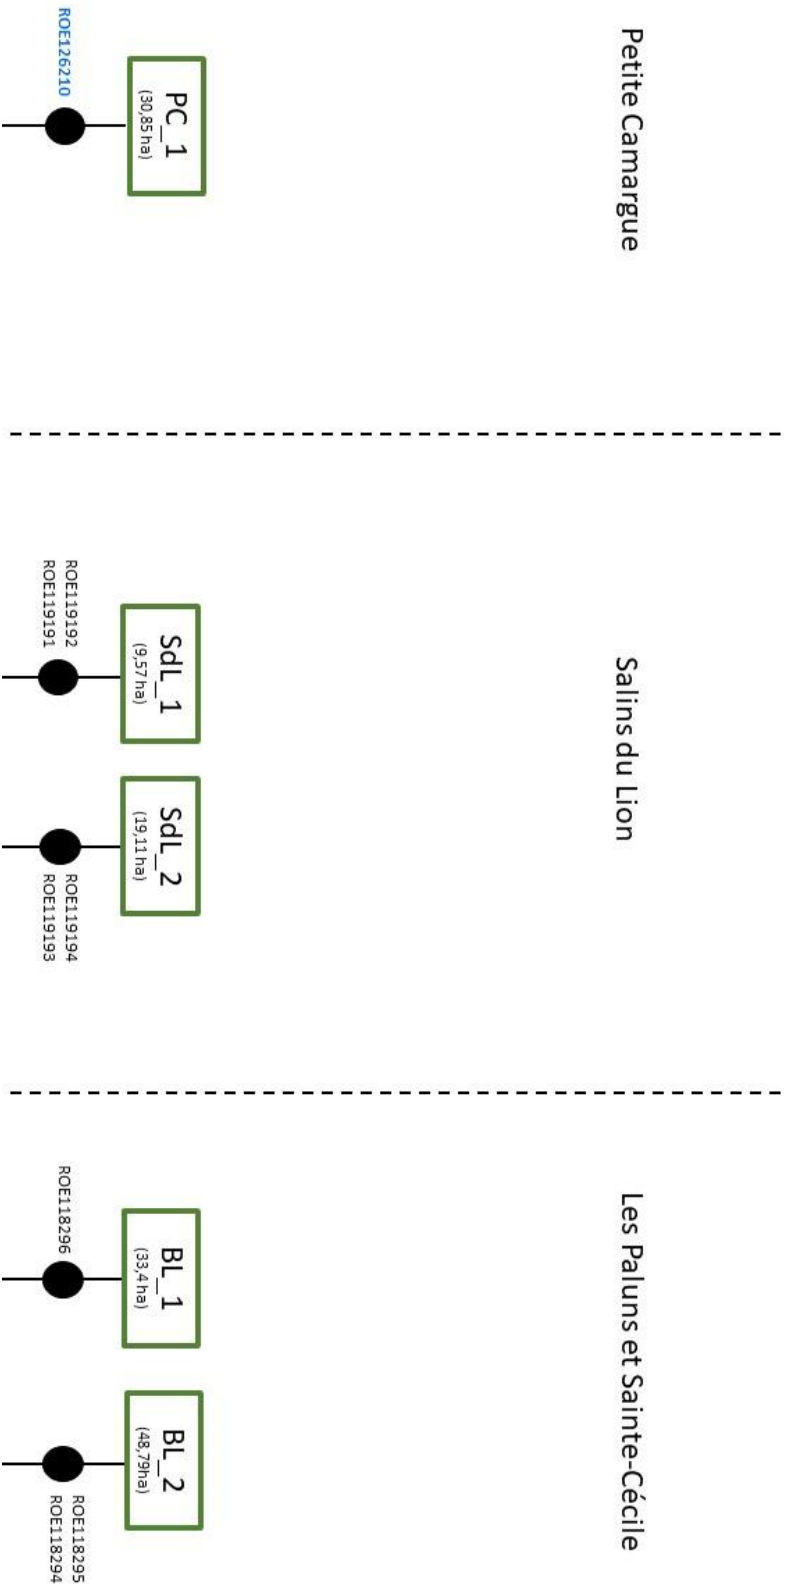 Petite Camargue
PC_1
(30,85 ha)
ROE126210
Salins du Lion
SdL_1
(9,57 ha)
ROE119192
ROE119191
SdL_2
(19,11 ha)
ROE119194
ROE119193
Les Paluns et Sainte-Cécile
BL_1
(33,4 ha)
ROE118296
BL_2
(48,79ha)
ROE118295
ROE118294